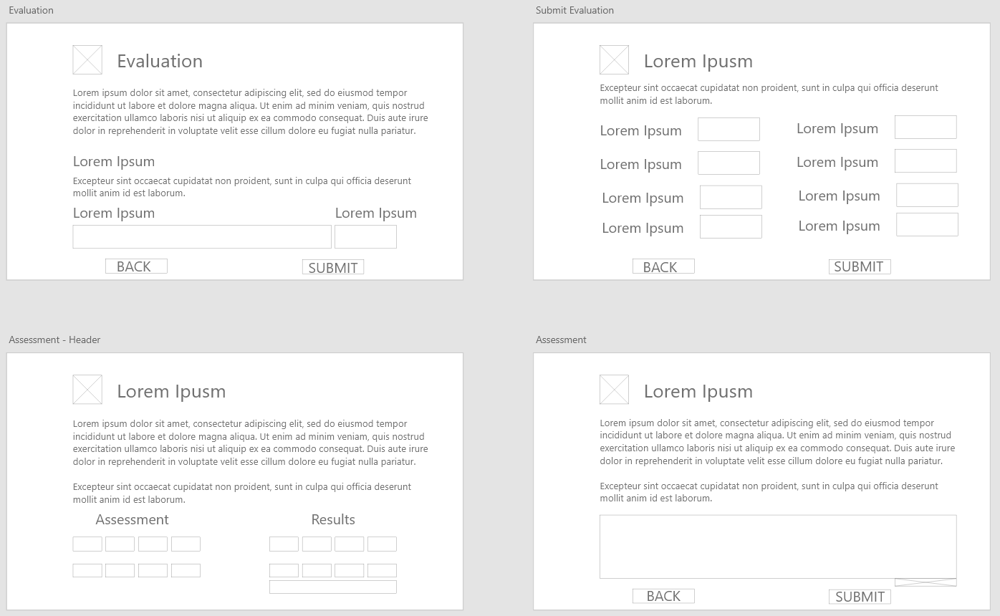 Evaluation
Evaluation
Lorem ipsum dolor sit amet, consectetur adipiscing elit, sed do eiusmod tempor
incididunt ut labore et dolore magna aliqua. Ut enim ad minim veniam, quis nostrud
exercitation ullamco laboris nisi ut aliquip ex ea commodo consequat. Duis aute irure
dolor in reprehenderit in voluptate velit esse cillum dolore eu fugiat nulla pariatur.
Lorem Ipsum
Excepteur sint occaecat cupidatat non proident, sunt in culpa qui officia deserunt
mollit anim id est laborum.
Lorem Ipsum Lorem Ipsum
BACK SUBMIT
Submit Evaluation
Lorem Ipusm
Excepteur sint occaecat cupidatat non proident, sunt in culpa qui officia deserunt
mollit anim id est laborum.
Lorem Ipsum Lorem Ipsum
Lorem Ipsum Lorem Ipsum
Lorem Ipsum Lorem Ipsum
Lorem Ipsum Lorem Ipsum
BACK SUBMIT
Assessment - Header
Lorem Ipusm
Lorem ipsum dolor sit amet, consectetur adipiscing elit, sed do eiusmod tempor
incididunt ut labore et dolore magna aliqua. Ut enim ad minim veniam, quis nostrud
exercitation ullamco laboris nisi ut aliquip ex ea commodo consequat. Duis aute irure
dolor in reprehenderit in voluptate velit esse cillum dolore eu fugiat nulla pariatur.
Excepteur sint occaecat cupidatat non proident, sunt in culpa qui officia deserunt
mollit anim id est laborum.
Assessment Results
Assessment
Lorem Ipusm
Lorem ipsum dolor sit amet, consectetur adipiscing elit, sed do eiusmod tempor
incididunt ut labore et dolore magna aliqua. Ut enim ad minim veniam, quis nostrud
exercitation ullamco laboris nisi ut aliquip ex ea commodo consequat. Duis aute irure
dolor in reprehenderit in voluptate velit esse cillum dolore eu fugiat nulla pariatur.
Excepteur sint occaecat cupidatat non proident, sunt in culpa qui officia deserunt
mollit anim id est laborum.
BACK SUBMIT